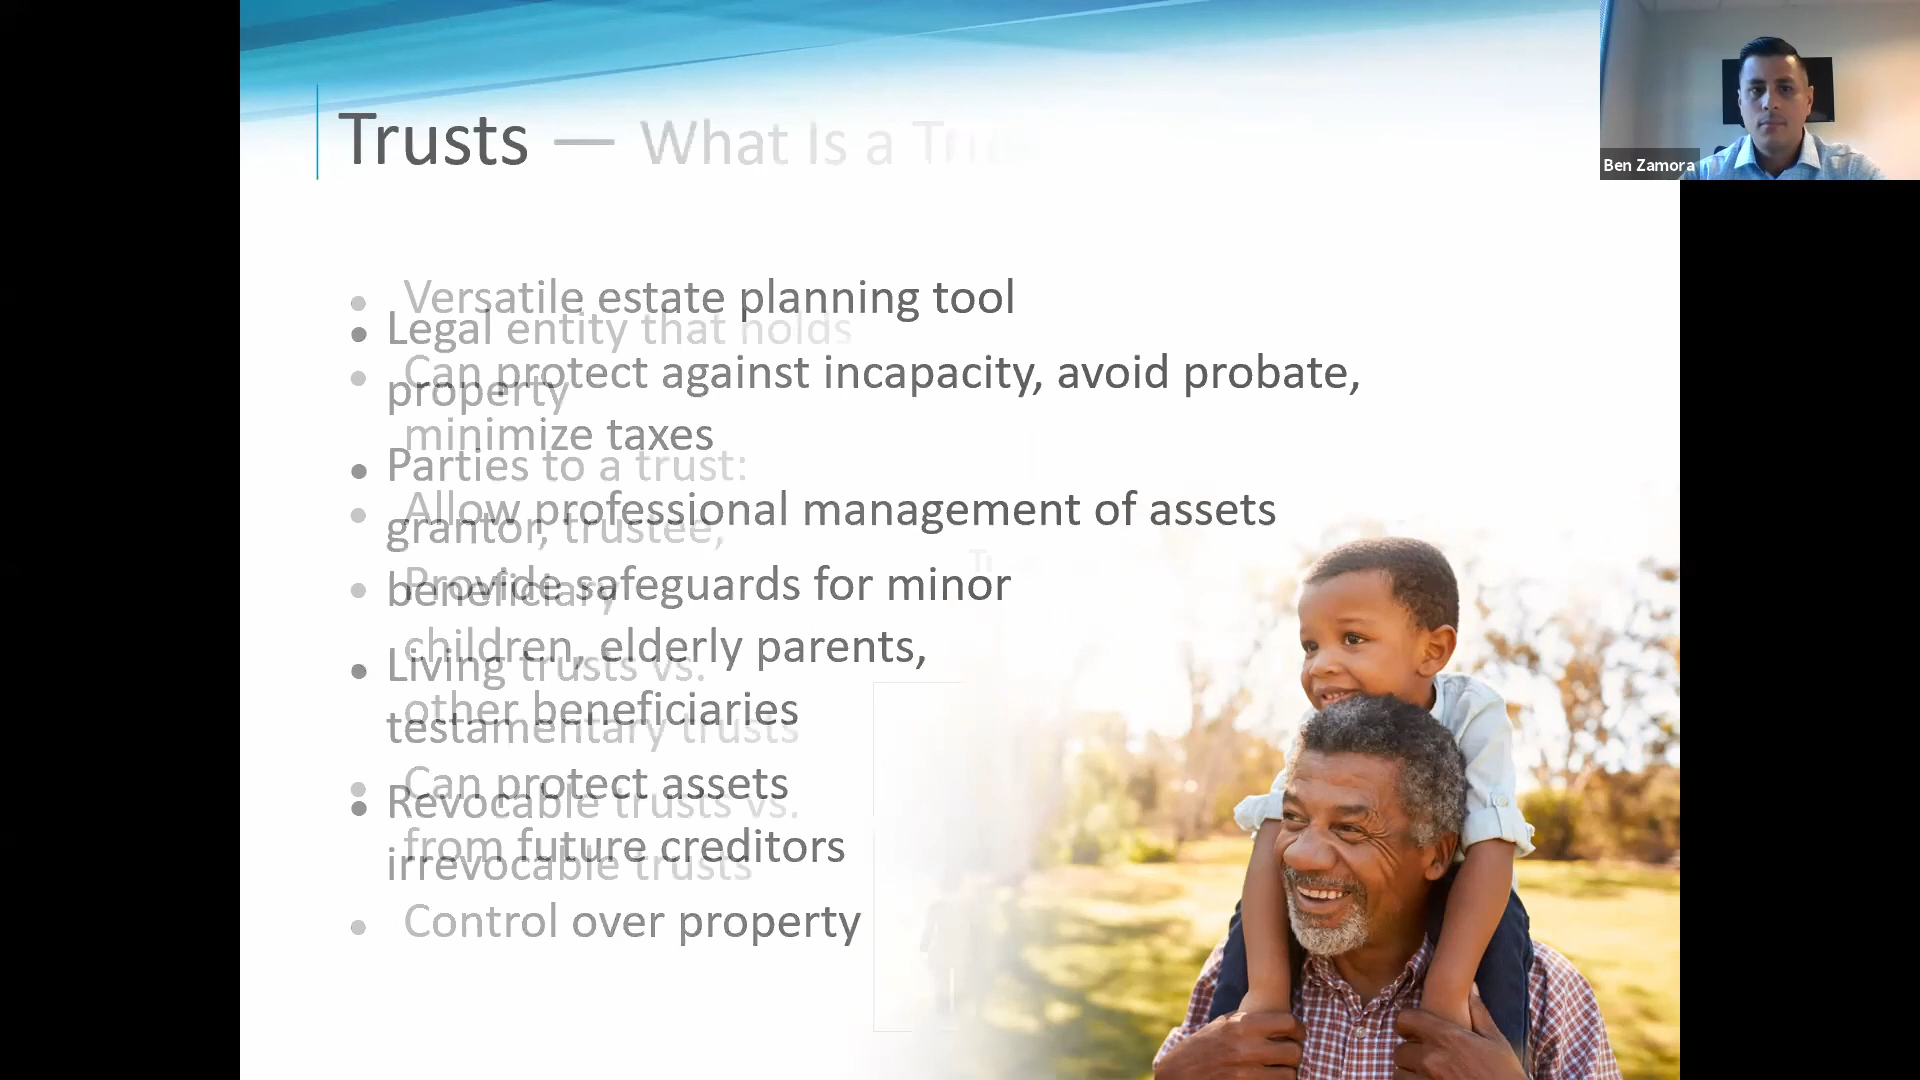 Trusts — What Is a
Versatile estate planning tool
Can protect against incapacity, avoid probate,
minimize taxes
Allow professional management of assets
Provide safeguards for minor
children, elderly parents,
other beneficiaries
Can protect assets
from future creditors
Control over property
Legal entity that holds
property
Parties to a trust:
grantor, trustee,
beneficiary
Living trusts vs.
testamentary trusts
Revocable trusts vs.
irrevocable trusts
Ben Zamora